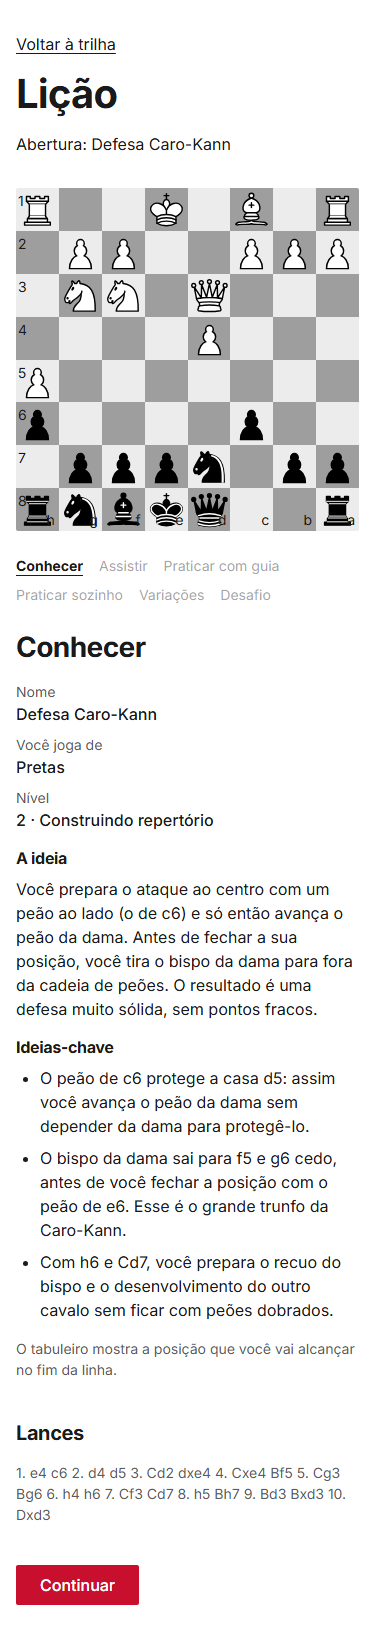 Voltar à trilha
Lição
Abertura: Defesa Caro-Kann
1
2
3
4
5
6
7
8
h g f e d c b a
Conhecer Assistir Praticar com guia
Praticar sozinho Variações Desafio
Conhecer
Nome
Defesa Caro-Kann
Você joga de
Pretas
Nível
2 · Construindo repertório
A ideia
Você prepara o ataque ao centro com um
peão ao lado (o de c6) e só então avança o
peão da dama. Antes de fechar a sua
posição, você tira o bispo da dama para fora
da cadeia de peões. O resultado é uma
defesa muito sólida, sem pontos fracos.
Ideias-chave
• O peão de c6 protege a casa d5: assim
você avança o peão da dama sem
depender da dama para protegê-lo.
• O bispo da dama sai para f5 e g6 cedo,
antes de você fechar a posição com o
peão de e6. Esse é o grande trunfo da
Caro-Kann.
• Com h6 e Cd7, você prepara o recuo do
bispo e o desenvolvimento do outro
cavalo sem ficar com peões dobrados.
O tabuleiro mostra a posição que você vai alcançar
no fim da linha.
Lances
1. e4 c6 2. d4 d5 3. Cd2 dxe4 4. Cxe4 Bf5 5. Cg3
Bg6 6. h4 h6 7. Cf3 Cd7 8. h5 Bh7 9. Bd3 Bxd3 10.
Dxd3
Continuar